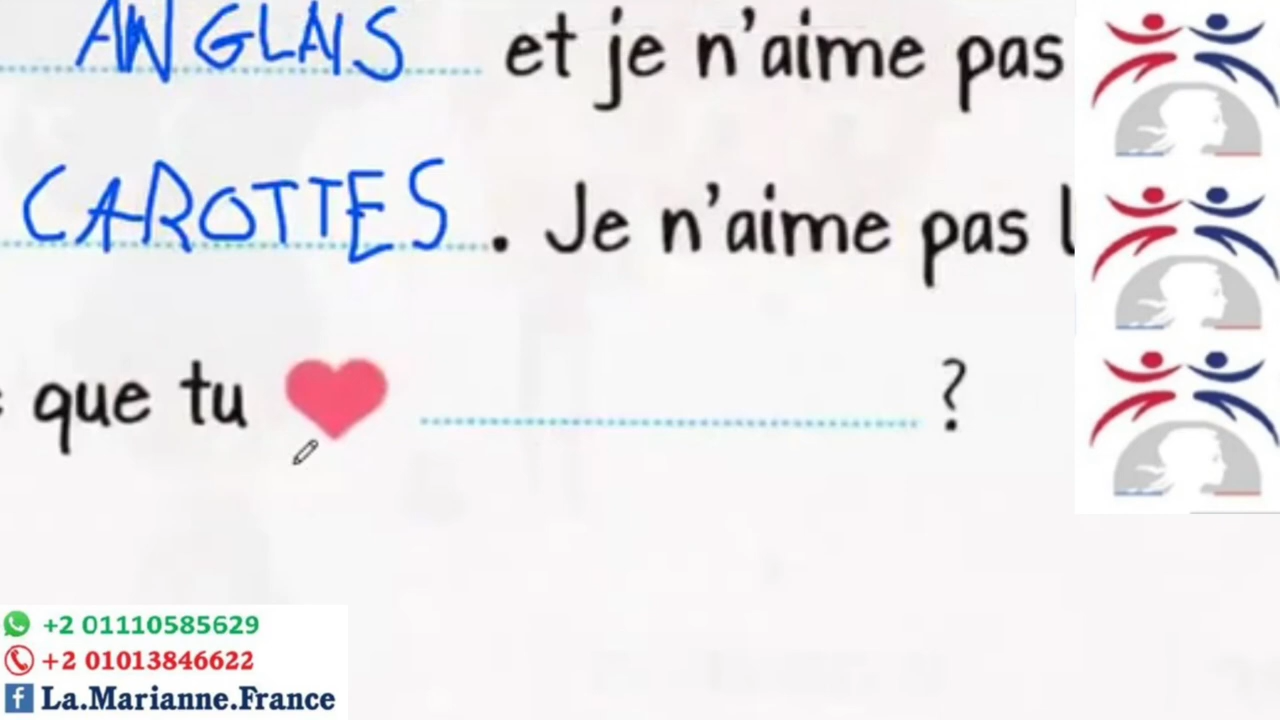 ANGLAIS et je n'aime pas
CAROTTES. Je n'aime pas
que tu ?
+2 01110585629
+2 01013846622
La.Marianne.France